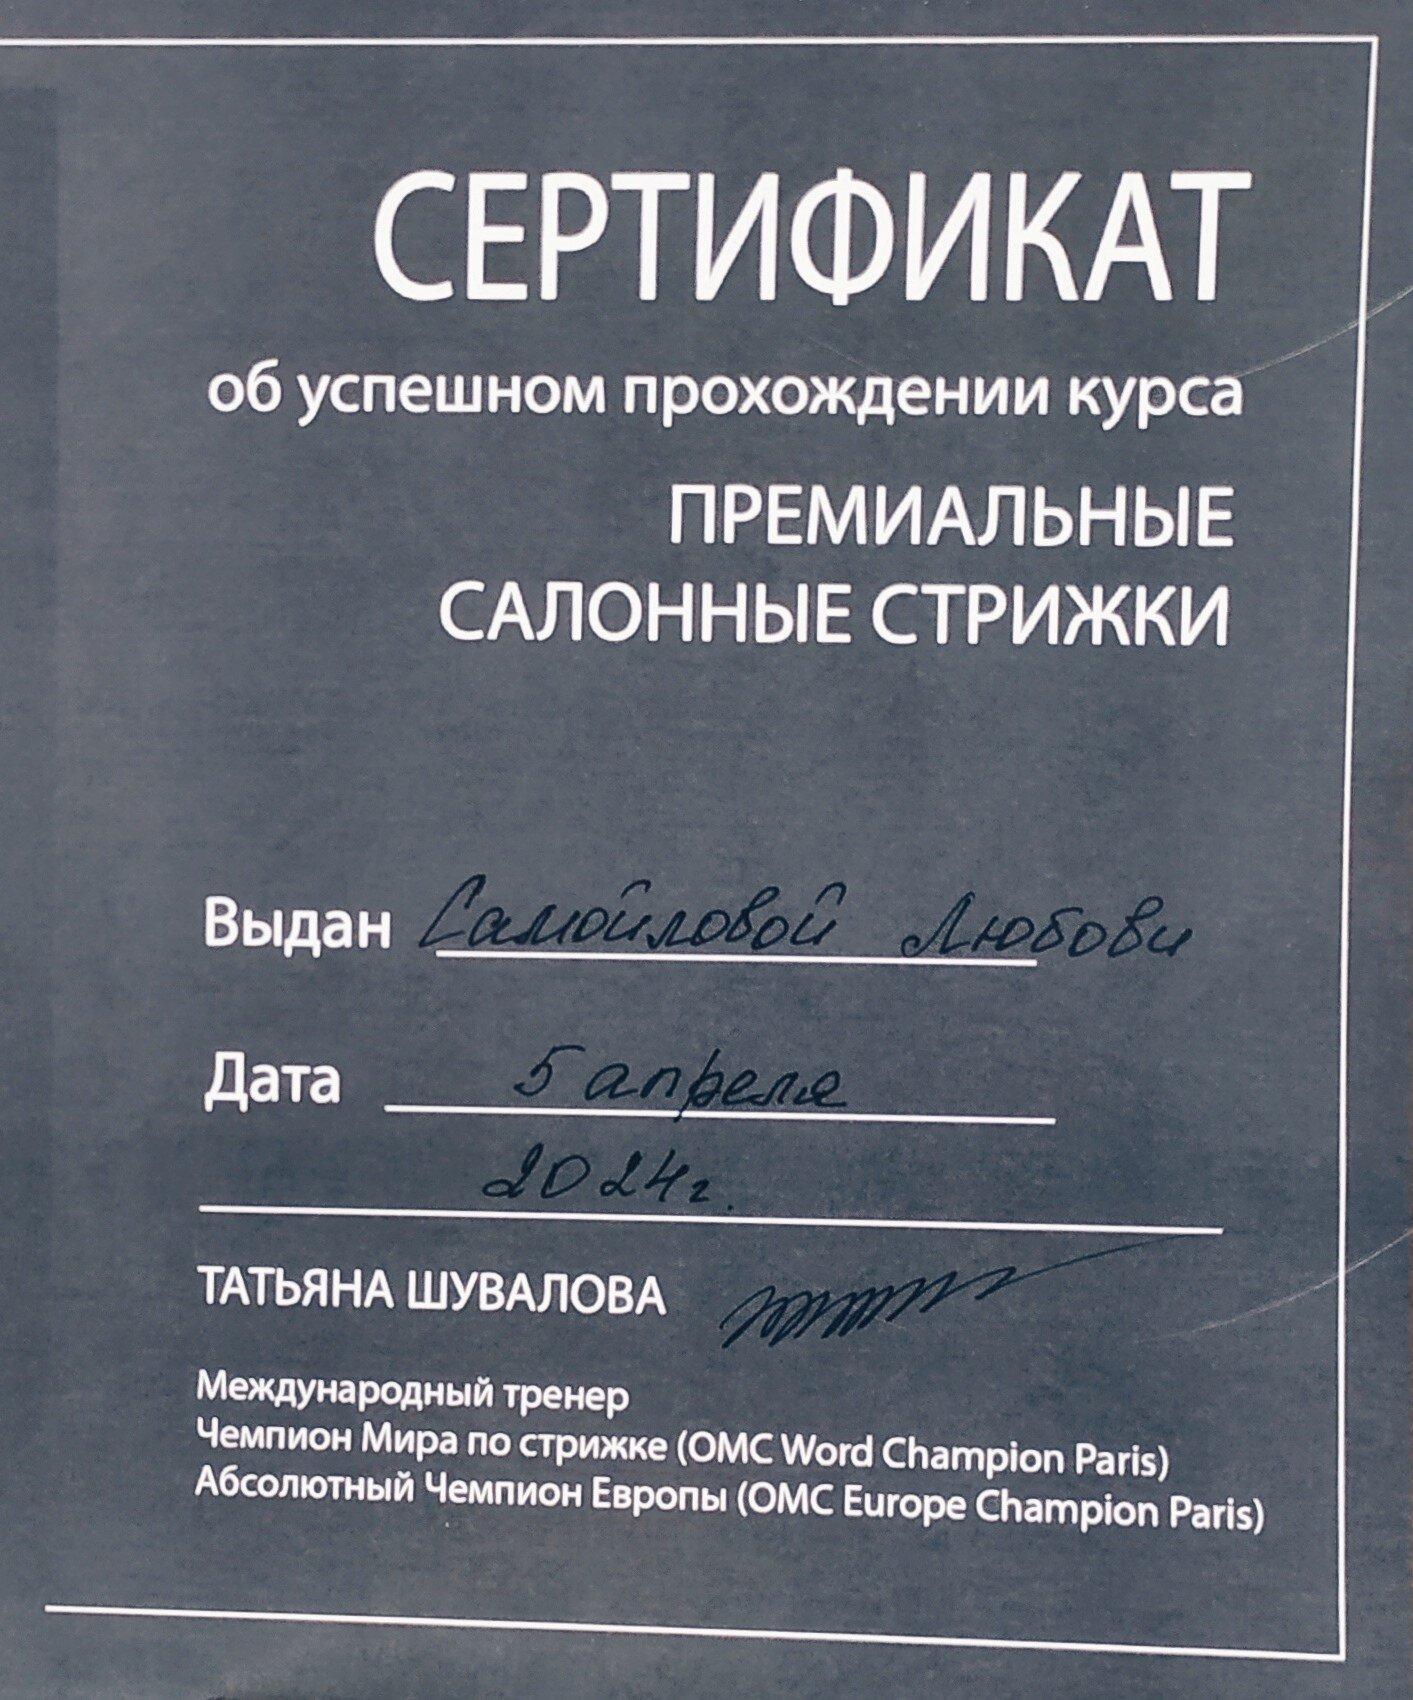 СЕРТИФИКАТ
об успешном прохождении курса
ПРЕМИАЛЬНЫЕ
САЛОННЫЕ СТРИЖКИ
Выдан Самойловой Любови
Дата 5 апреля
2024г.
ТАТЬЯНА ШУВАЛОВА
Международный тренер
Чемпион Мира по стрижке (OMC Word Champion Paris)
Абсолютный Чемпион Европы (OMC Europe Champion Paris)